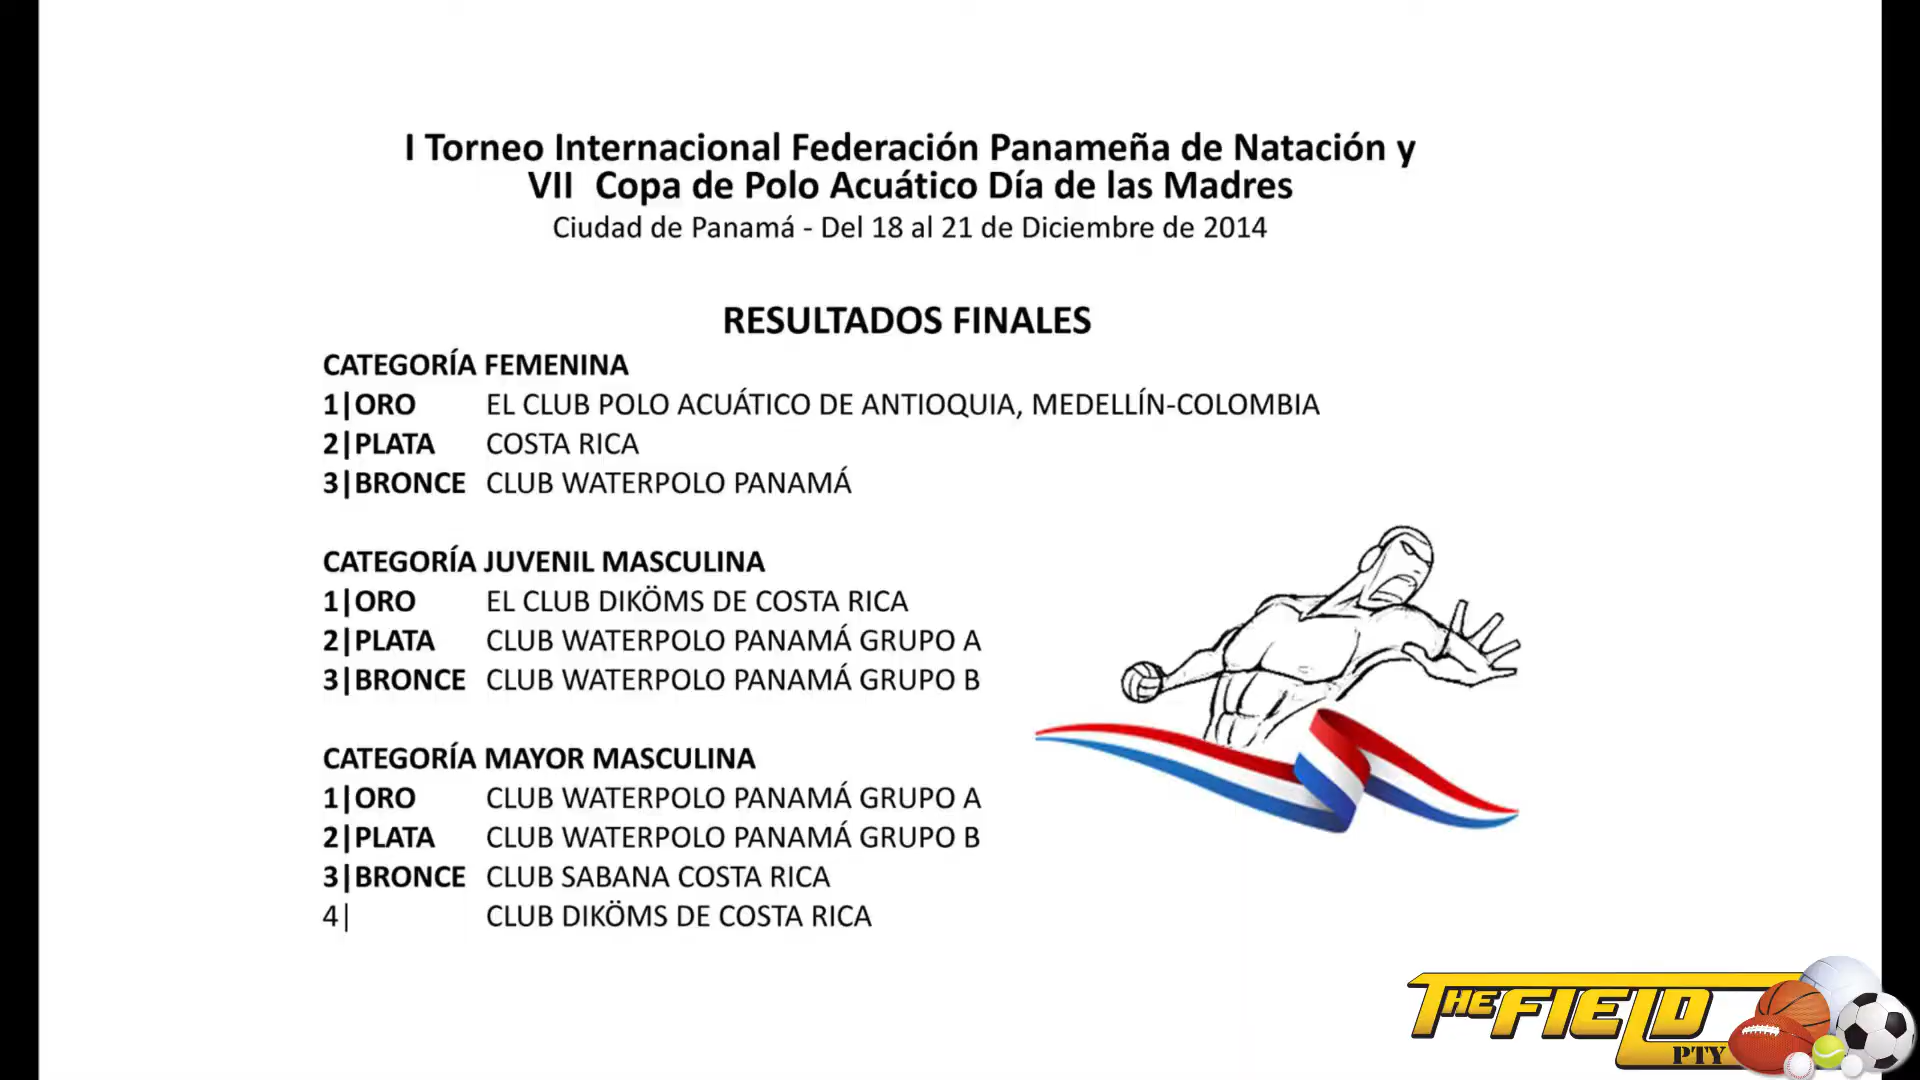 I Torneo Internacional Federación Panameña de Natación y
VII Copa de Polo Acuático Día de las Madres
Ciudad de Panamá - Del 18 al 21 de Diciembre de 2014
RESULTADOS FINALES
CATEGORÍA FEMENINA
1|ORO EL CLUB POLO ACUÁTICO DE ANTIOQUIA, MEDELLÍN-COLOMBIA
2|PLATA COSTA RICA
3|BRONCE CLUB WATERPOLO PANAMÁ
CATEGORÍA JUVENIL MASCULINA
1|ORO EL CLUB DIKÖMS DE COSTA RICA
2|PLATA CLUB WATERPOLO PANAMÁ GRUPO A
3|BRONCE CLUB WATERPOLO PANAMÁ GRUPO B
CATEGORÍA MAYOR MASCULINA
1|ORO CLUB WATERPOLO PANAMÁ GRUPO A
2|PLATA CLUB WATERPOLO PANAMÁ GRUPO B
3|BRONCE CLUB SABANA COSTA RICA
4| CLUB DIKÖMS DE COSTA RICA
THE FIELD
PTY